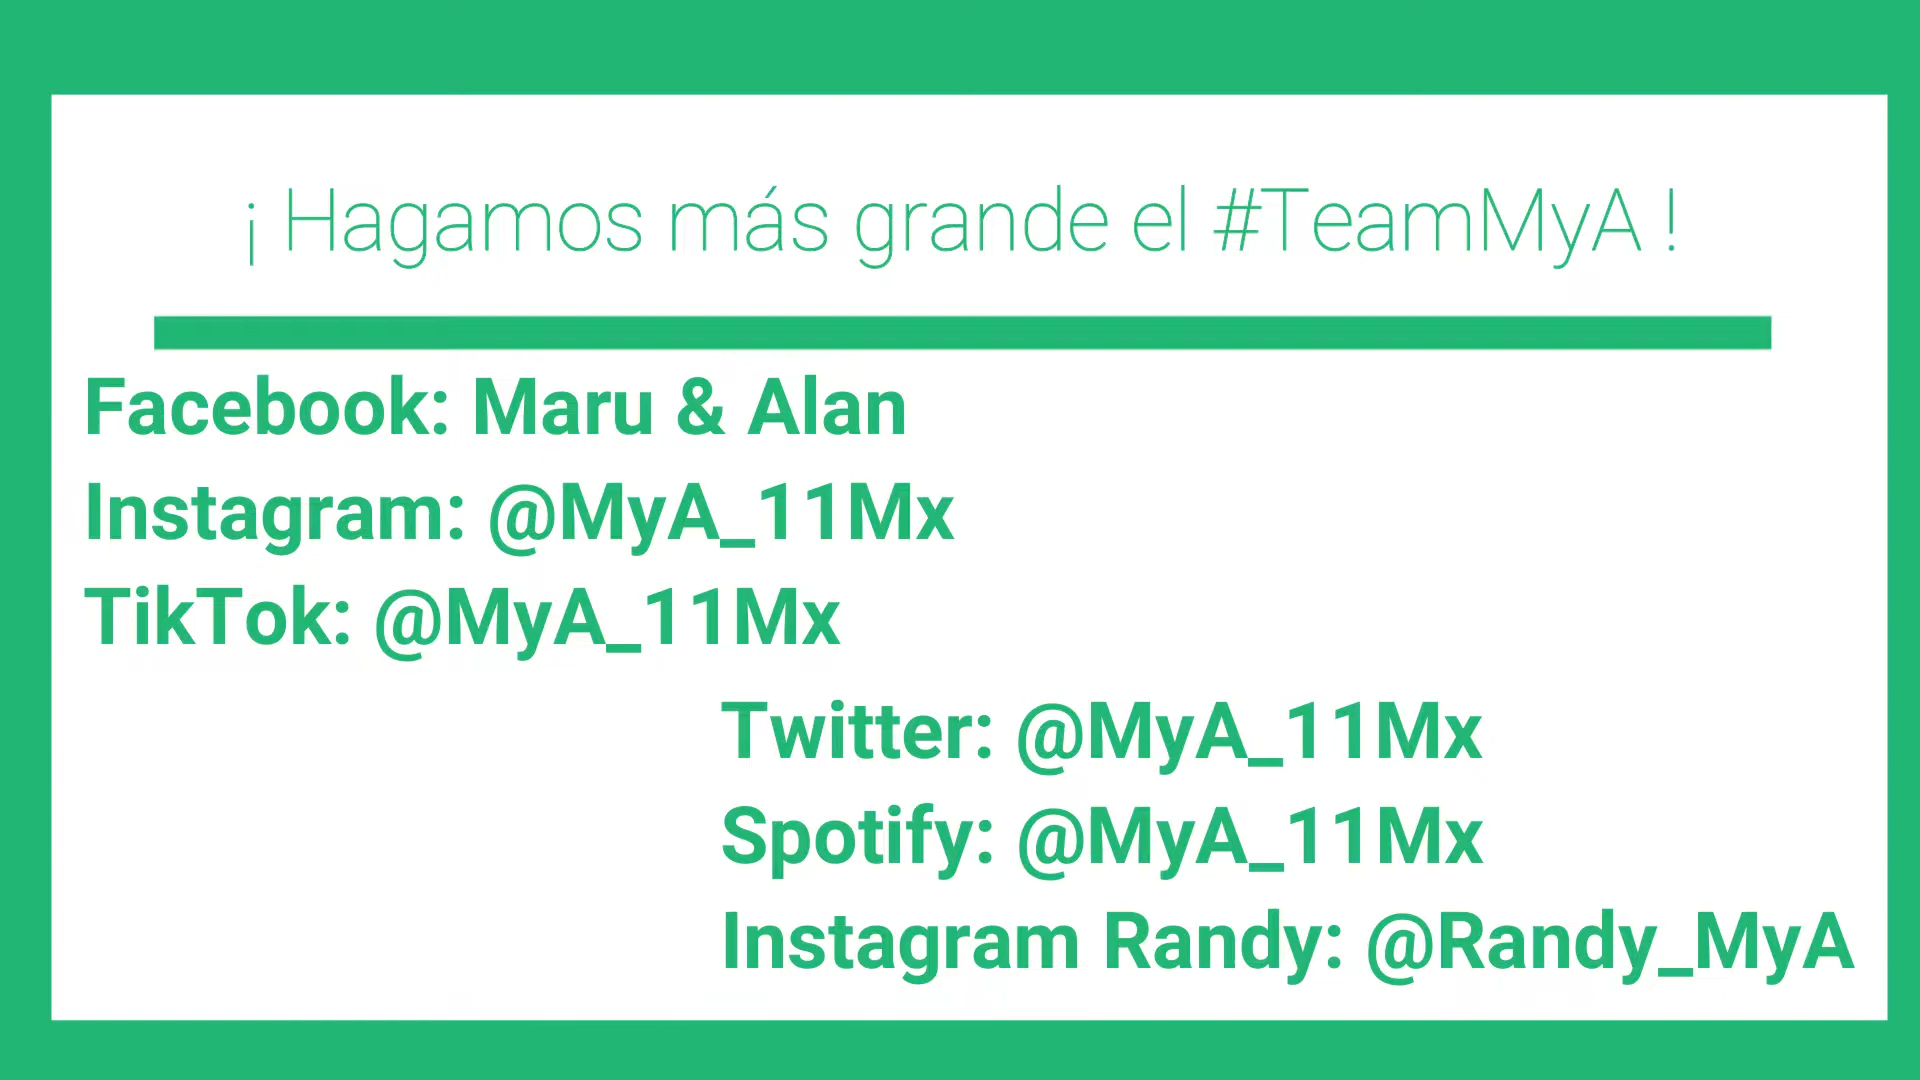 ¡ Hagamos más grande el #TeamMyA !
Facebook: Maru & Alan
Instagram: @MyA_11Mx
TikTok: @MyA_11Mx
Twitter: @MyA_11Mx
Spotify: @MyA_11Mx
Instagram Randy: @Randy_MyA